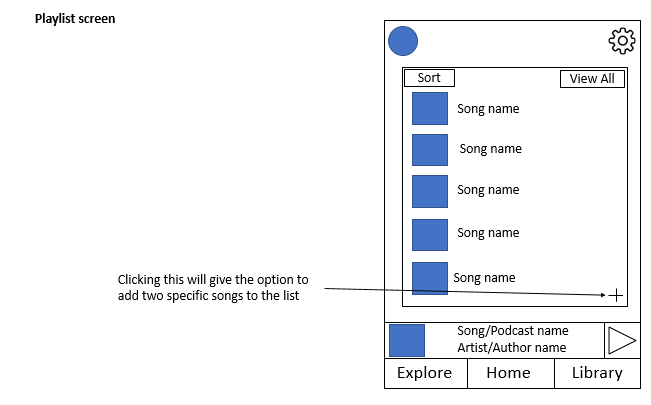 Playlist screen
Sort
View All
Song name
Song name
Song name
Song name
Song name
Clicking this will give the option to
add two specific songs to the list
Song/Podcast name
Artist/Author name
Explore
Home
Library